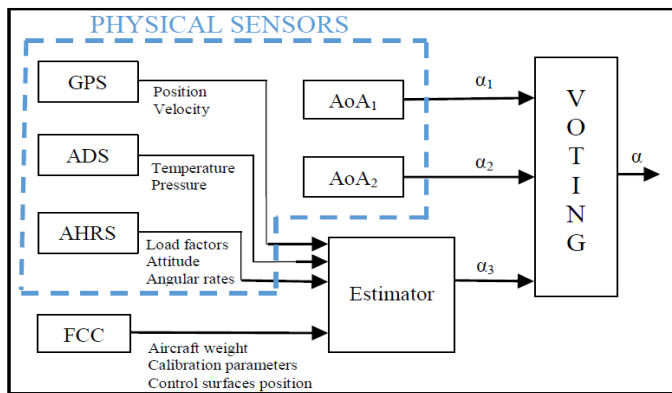 PHYSICAL SENSORS
GPS
Position
Velocity
ADS
Temperature
Pressure
AHRS
Load factors
Attitude
Angular rates
FCC
Aircraft weight
Calibration parameters
Control surfaces position
AoA1
AoA2
Estimator
α1
α2
α3
VOTING
α